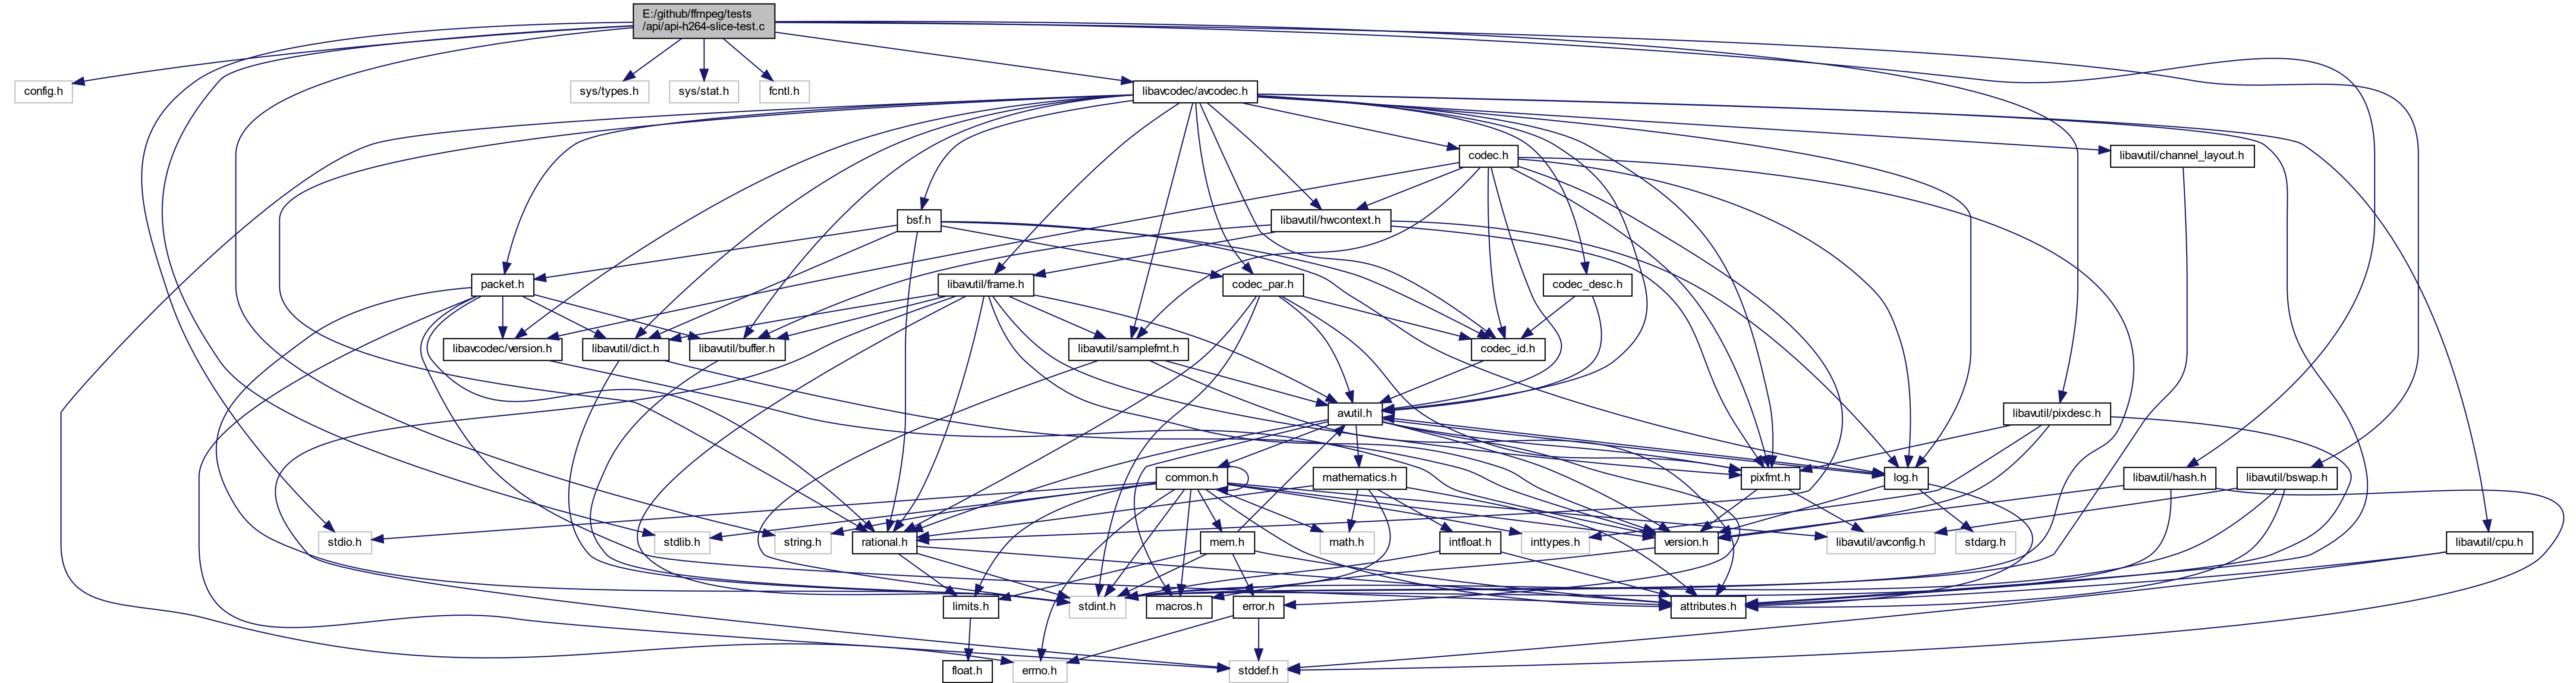 E:/github/ffmpeg/tests
/api/api-h264-slice-test.c
config.h
sys/types.h
sys/stat.h
fcntl.h
libavcodec/avcodec.h
codec.h
libavutil/channel_layout.h
bsf.h
libavutil/hwcontext.h
packet.h
libavutil/frame.h
codec_par.h
codec_desc.h
libavcodec/version.h
libavutil/dict.h
libavutil/buffer.h
libavutil/samplefmt.h
codec_id.h
avutil.h
libavutil/pixdesc.h
common.h
mathematics.h
pixfmt.h
log.h
libavutil/hash.h
libavutil/bswap.h
stdio.h
stdlib.h
string.h
rational.h
mem.h
math.h
intfloat.h
inttypes.h
version.h
libavutil/avconfig.h
stdarg.h
libavutil/cpu.h
limits.h
stdint.h
macros.h
error.h
attributes.h
float.h
errno.h
stddef.h